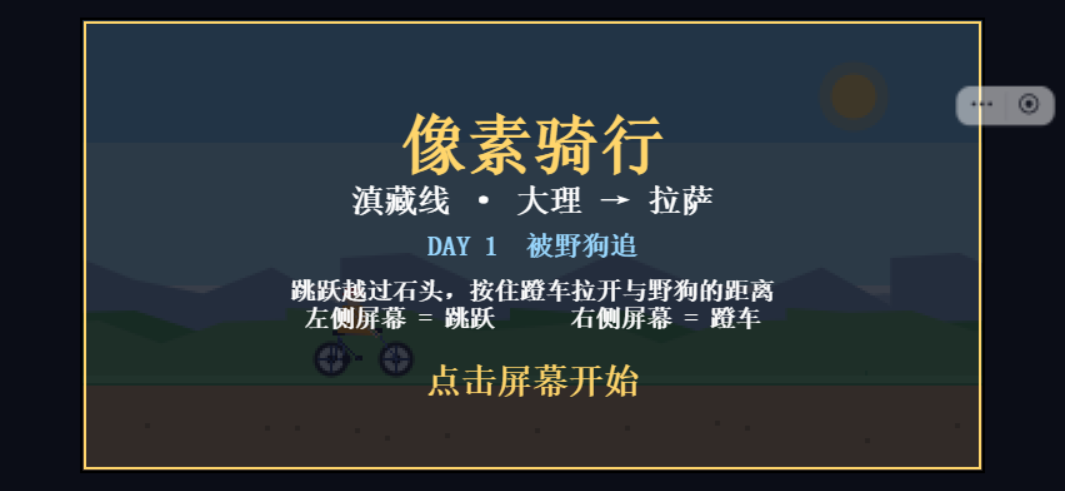 像素骑行
滇藏线 · 大理 → 拉萨
DAY 1 被野狗追
跳跃越过石头，按住蹬车拉开与野狗的距离
左侧屏幕 = 跳跃 右侧屏幕 = 蹬车
点击屏幕开始